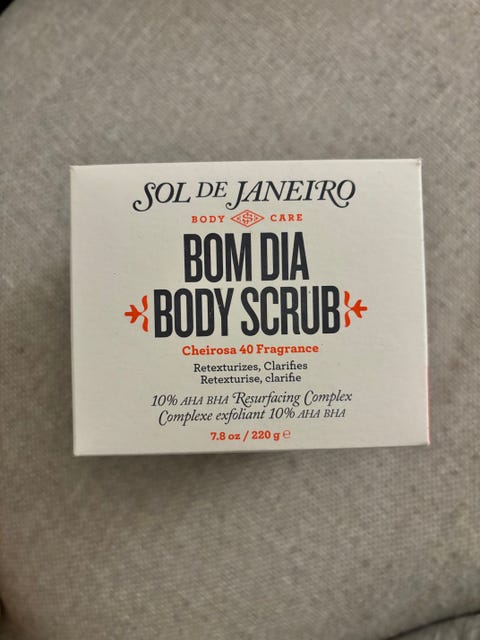 SOL DE JANEIRO
BODY CARE
BOM DIA
BODY SCRUB
Cheirosa 40 Fragrance
Retexturizes, Clarifies
Retexturise, clarifie
10% AHA BHA Resurfacing Complex
Complexe exfoliant 10% AHA BHA
7.8 oz / 220 g ℮